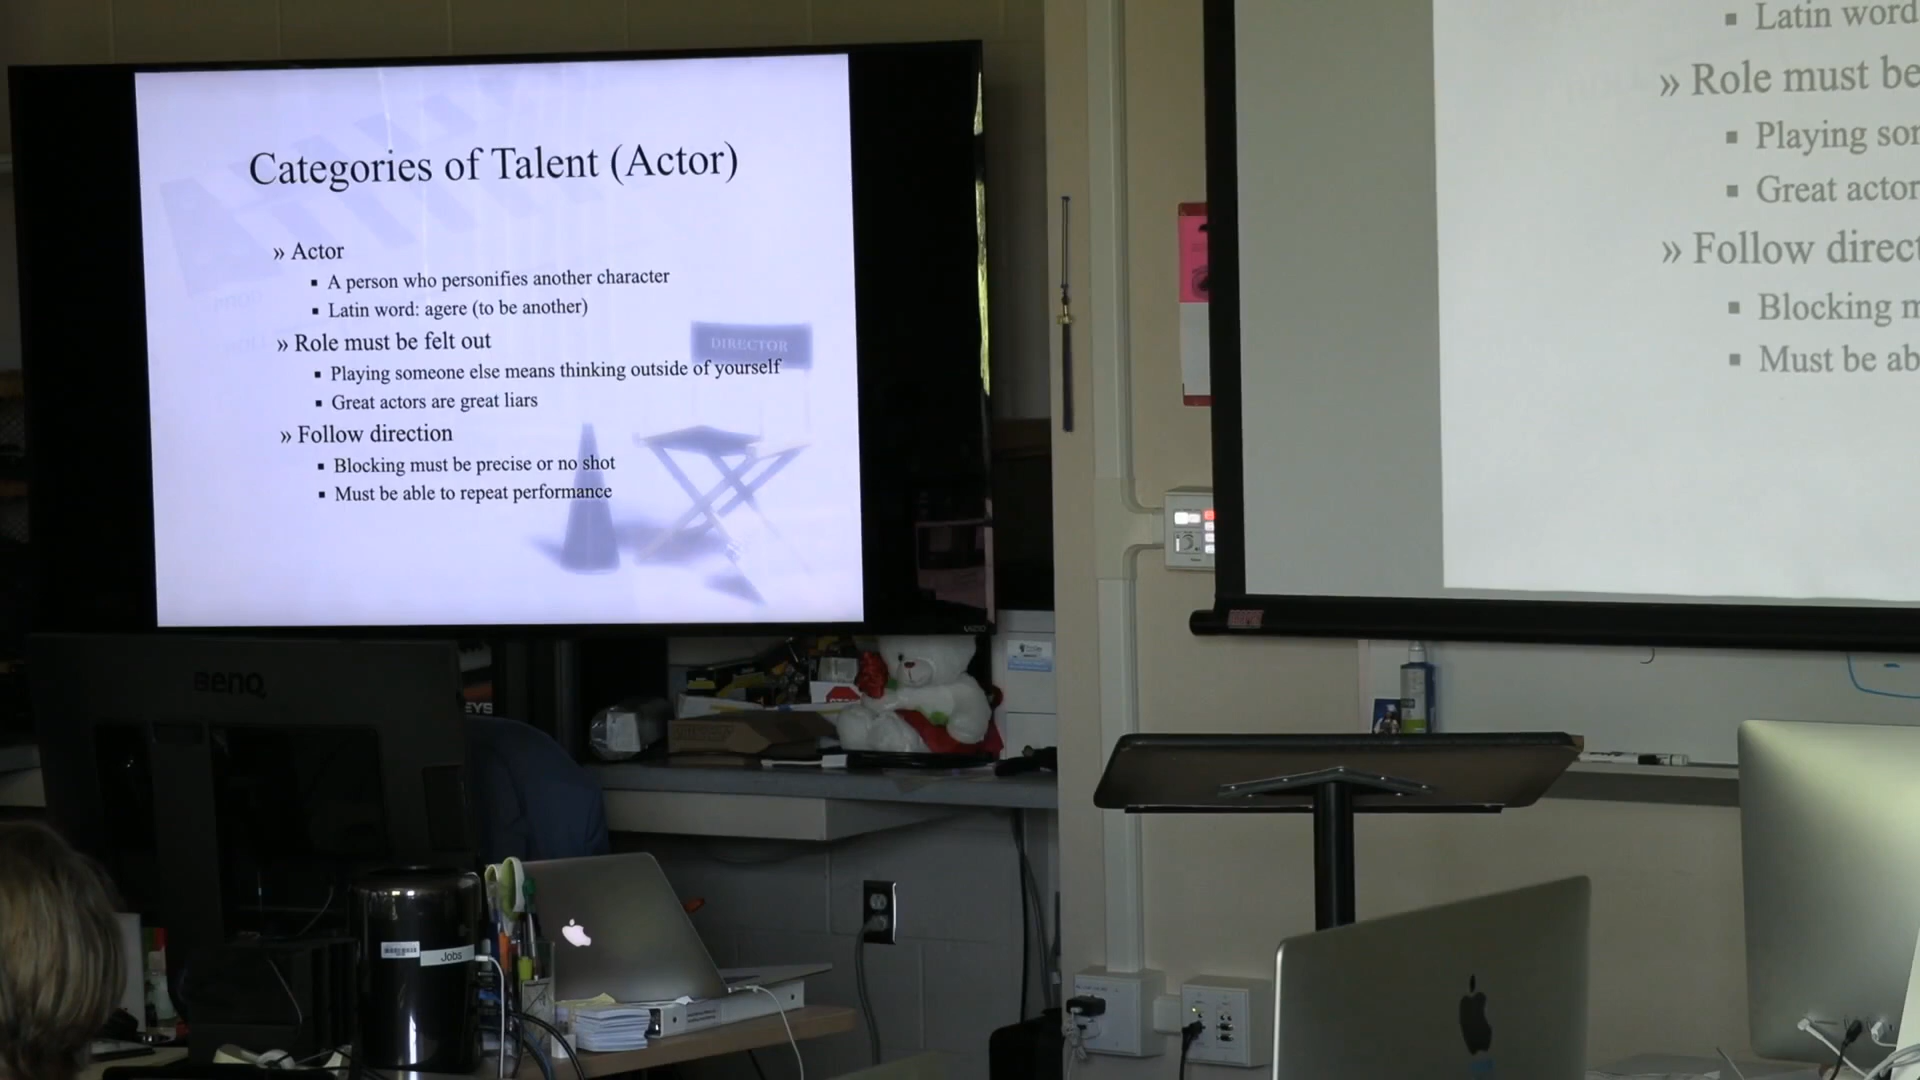 Categories of Talent (Actor)
» Actor
▪ A person who personifies another character
▪ Latin word: agere (to be another)
» Role must be felt out
▪ Playing someone else means thinking outside of yourself
▪ Great actors are great liars
» Follow direction
▪ Blocking must be precise or no shot
▪ Must be able to repeat performance
DIRECTOR
VIZIO
▪ Latin word
» Role must be
▪ Playing som
▪ Great actor
» Follow direct
▪ Blocking m
▪ Must be ab
BenQ
EYS
Jobs